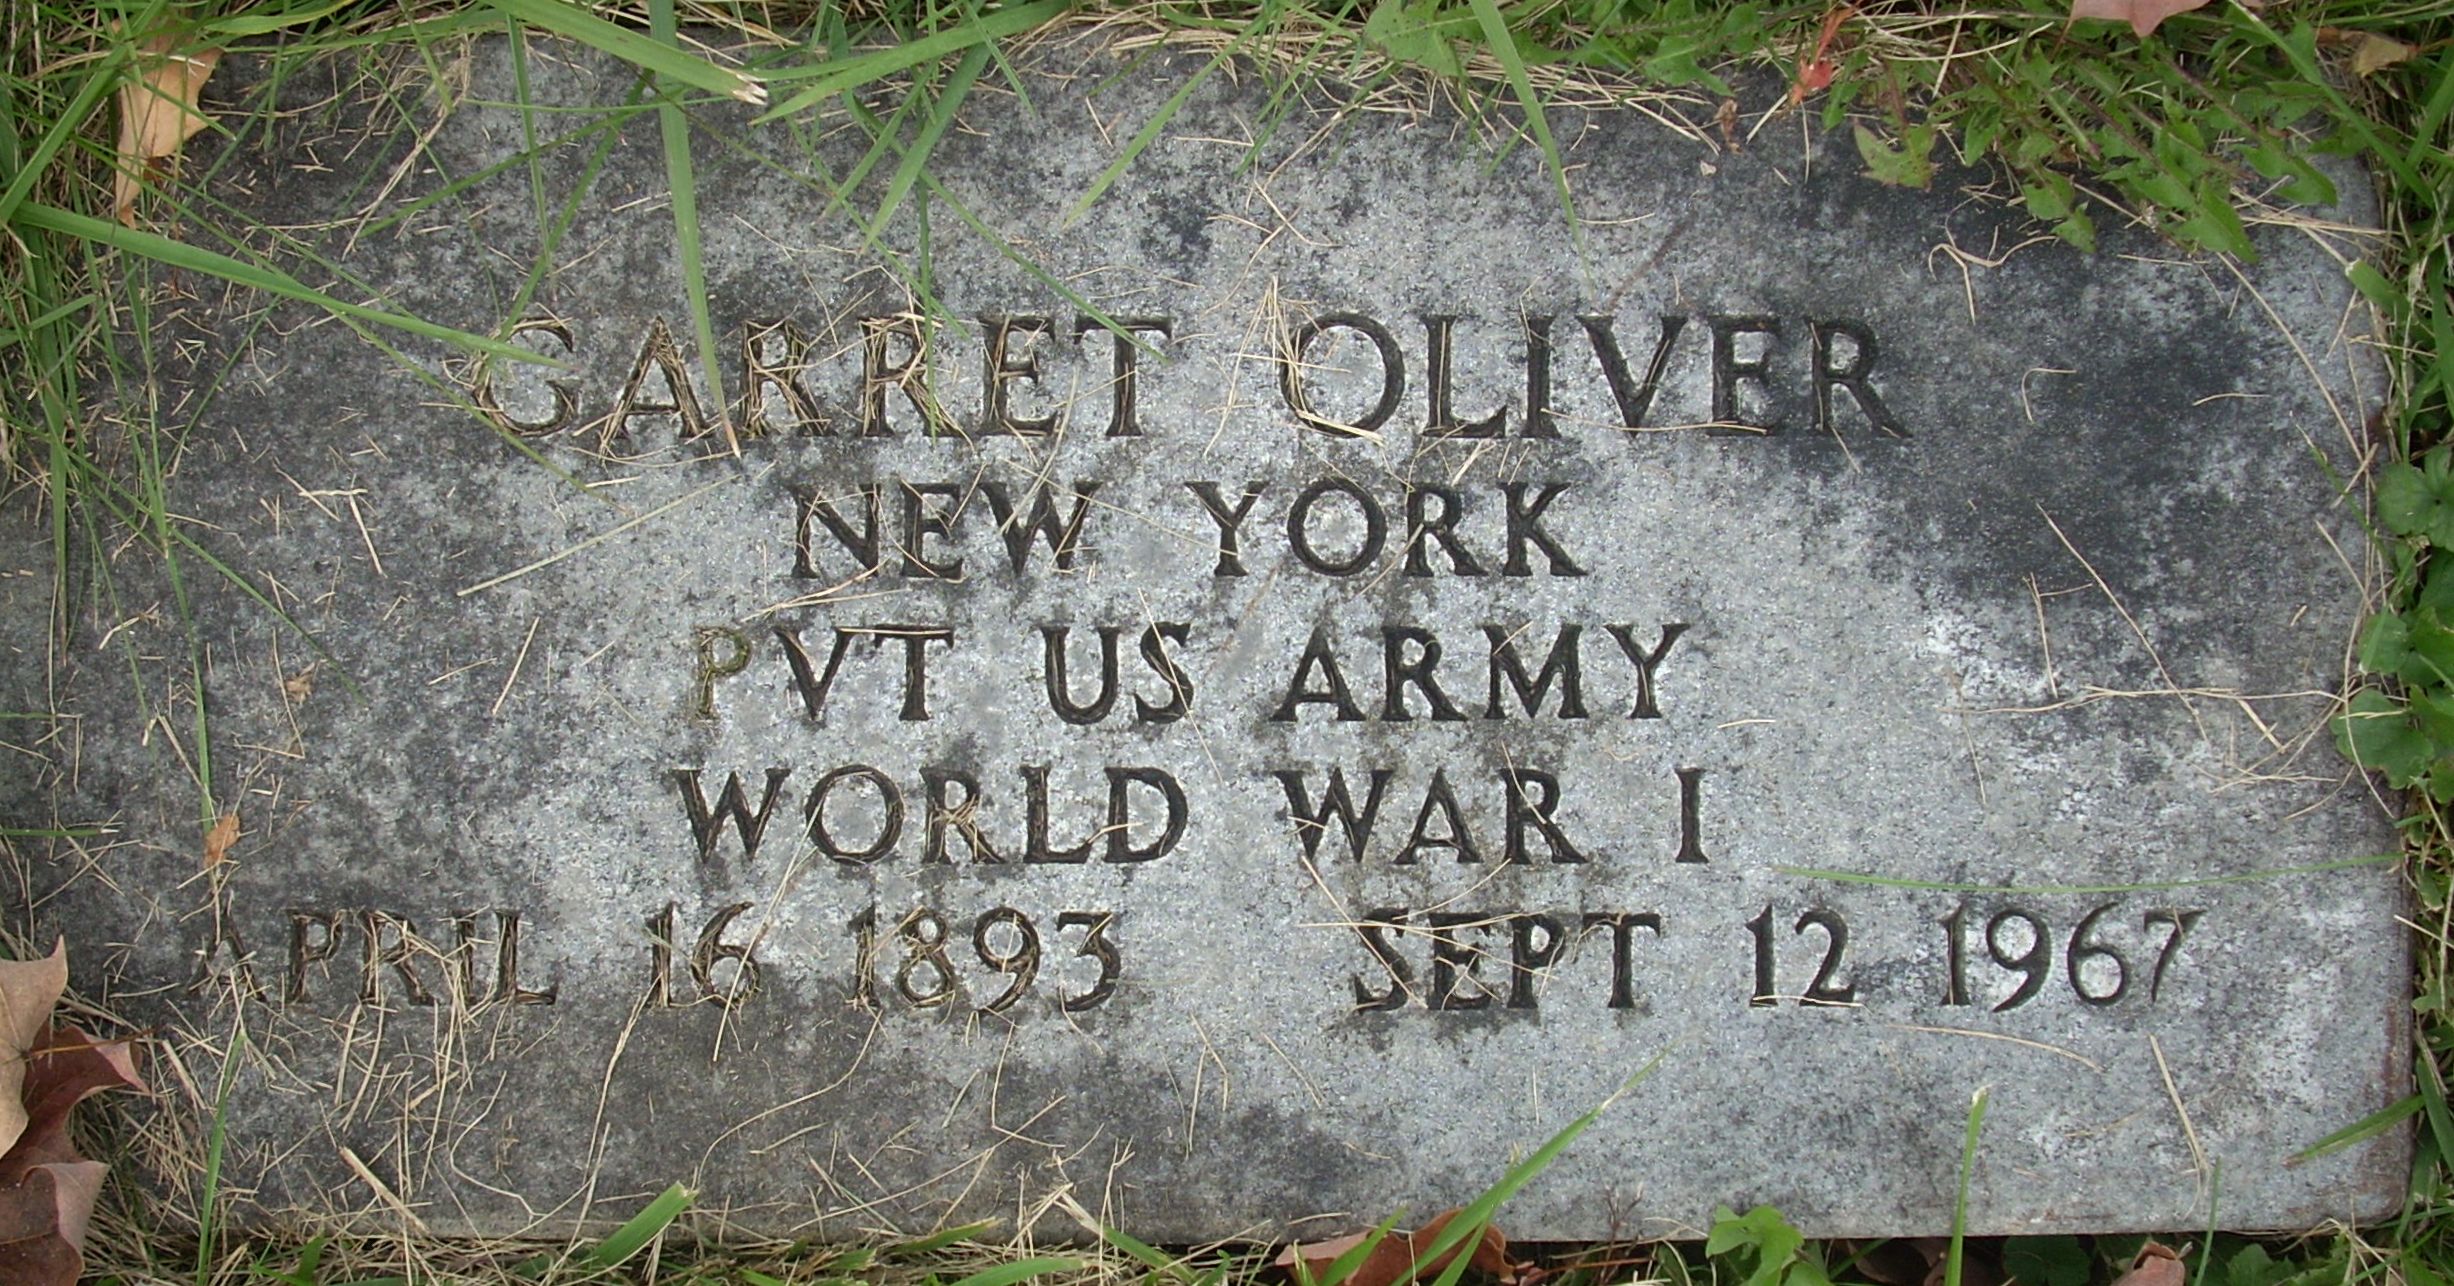 GARRET OLIVER
NEW YORK
PVT US ARMY
WORLD WAR I
APRIL 16 1893 SEPT 12 1967